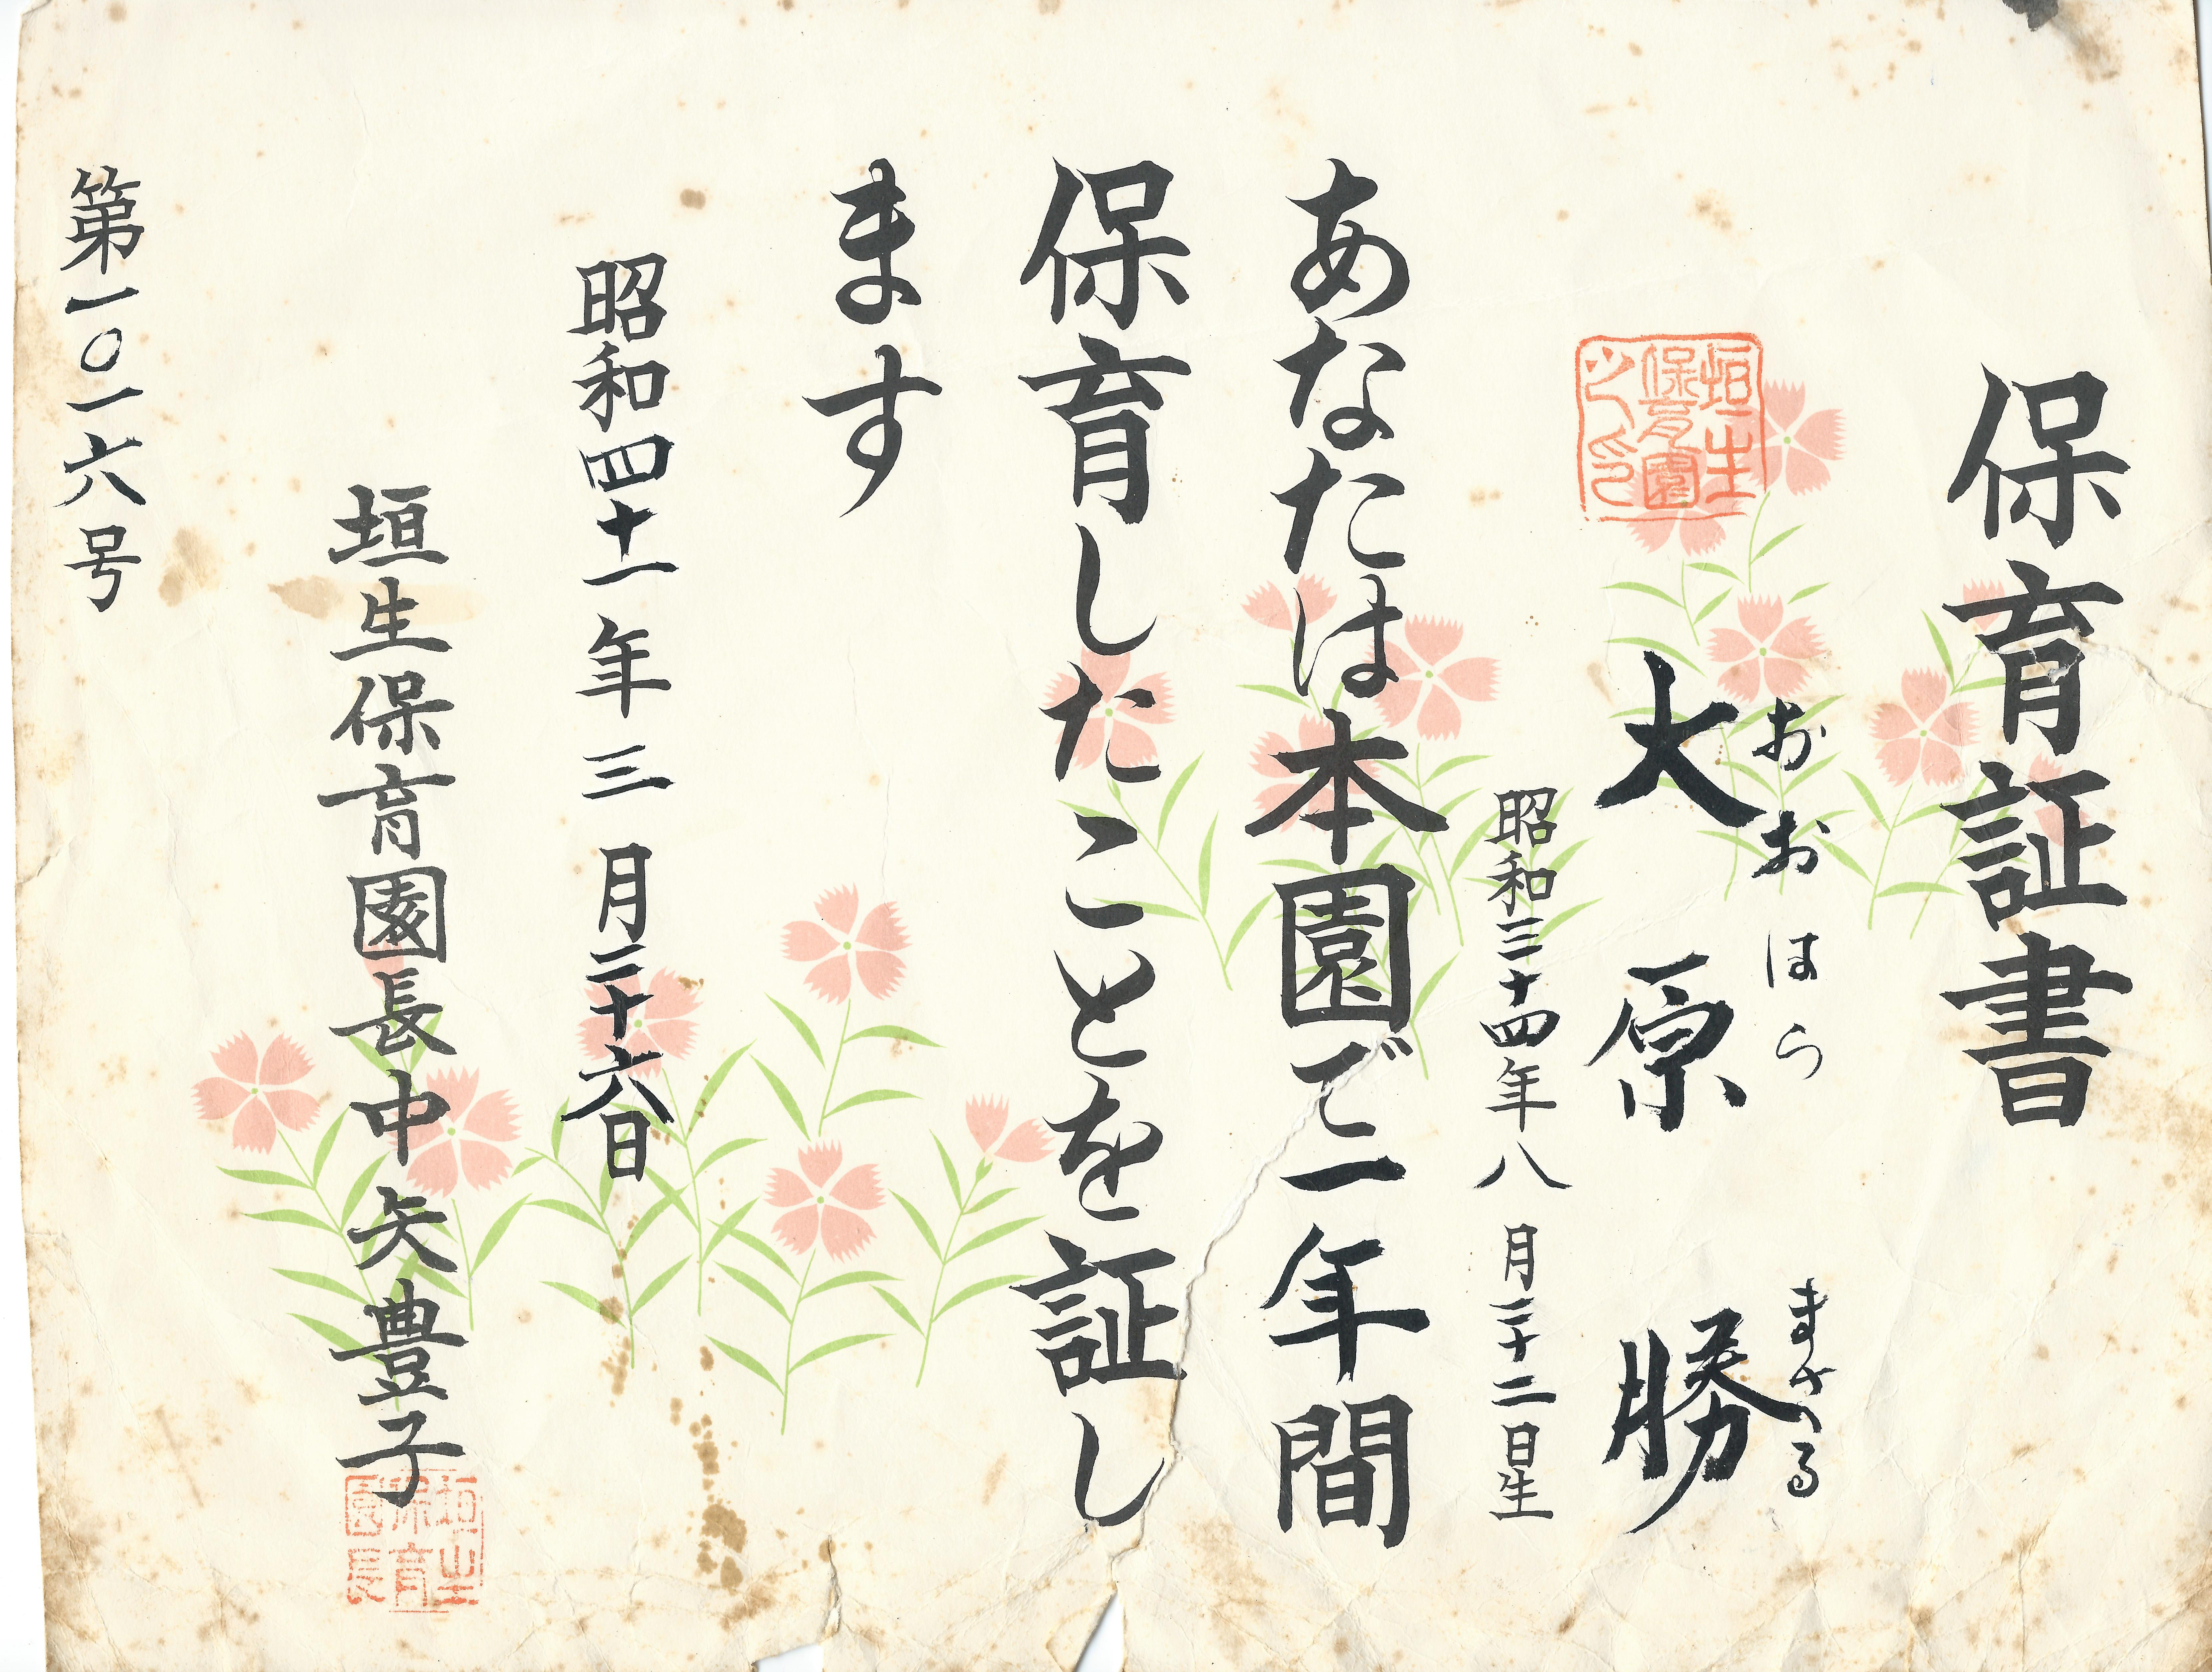 保育証書
垣生
保育園
之印
おおはら まさる
大原 勝
昭和三十四年八月二十二日生
あなたは本園で一年間
保育したことを証し
ます
昭和四十一年三月二十六日
垣生保育園長中矢豊子
垣生
保育
園長
第一〇一六号